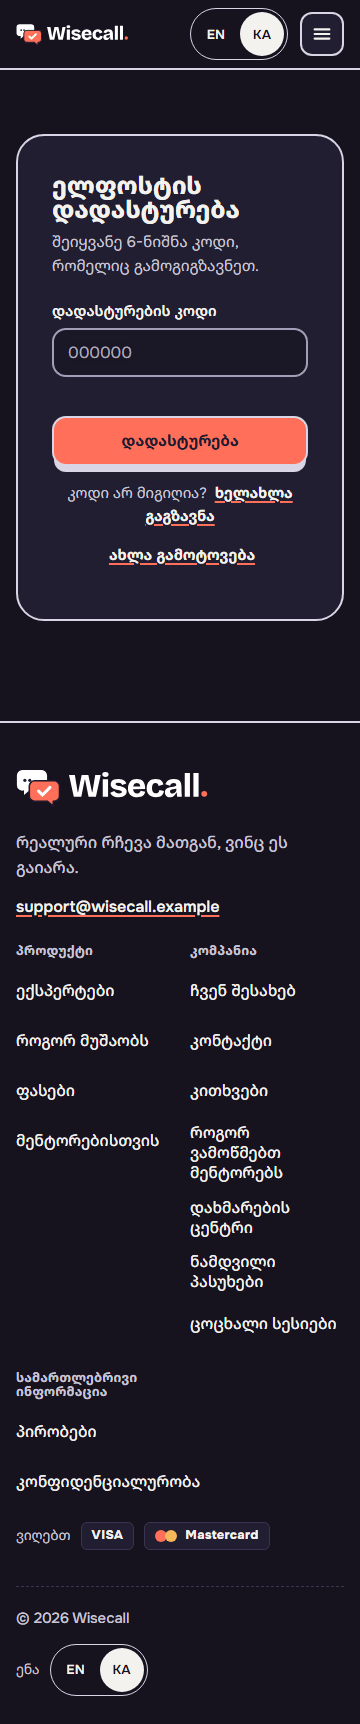 Wisecall.
EN KA
ელფოსტის
დადასტურება
შეიყვანე 6-ნიშნა კოდი,
რომელიც გამოგიგზავნეთ.
დადასტურების კოდი
000000
დადასტურება
კოდი არ მიგიღია? ხელახლა
გაგზავნა
ახლა გამოტოვება
Wisecall.
რეალური რჩევა მათგან, ვინც ეს
გაიარა.
support@wisecall.example
პროდუქტი
ექსპერტები
როგორ მუშაობს
ფასები
მენტორებისთვის
კომპანია
ჩვენ შესახებ
კონტაქტი
კითხვები
როგორ
ვამოწმებთ
მენტორებს
დახმარების
ცენტრი
ნამდვილი
პასუხები
ცოცხალი სესიები
სამართლებრივი
ინფორმაცია
პირობები
კონფიდენციალურობა
ვიღებთ VISA Mastercard
© 2026 Wisecall
ენა EN KA